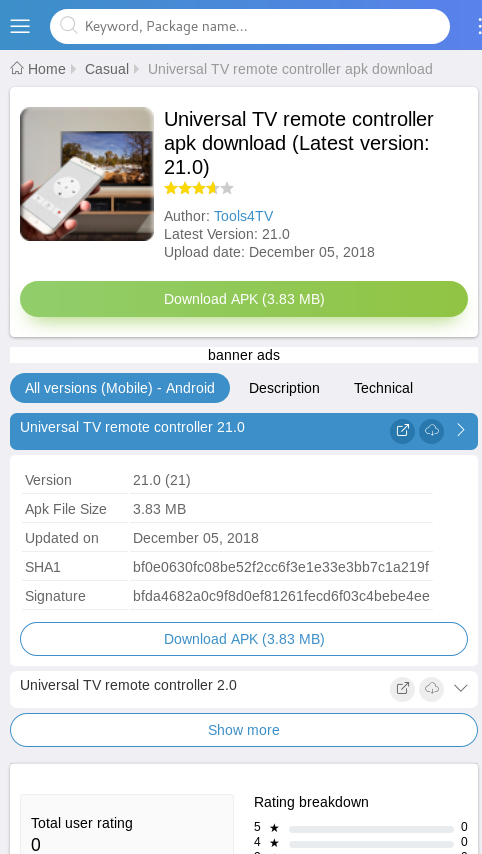 Keyword, Package name...
Home Casual Universal TV remote controller apk download
Universal TV remote controller
apk download (Latest version:
21.0)
Author: Tools4TV
Latest Version: 21.0
Upload date: December 05, 2018
Download APK (3.83 MB)
banner ads
All versions (Mobile) - Android Description Technical
Universal TV remote controller 21.0
Version 21.0 (21)
Apk File Size 3.83 MB
Updated on December 05, 2018
SHA1 bf0e0630fc08be52f2cc6f3e1e33e3bb7c1a219f
Signature bfda4682a0c9f8d0ef81261fecd6f03c4bebe4ee
Download APK (3.83 MB)
Universal TV remote controller 2.0
Show more
Total user rating
0
Rating breakdown
5 ★ 0
4 ★ 0